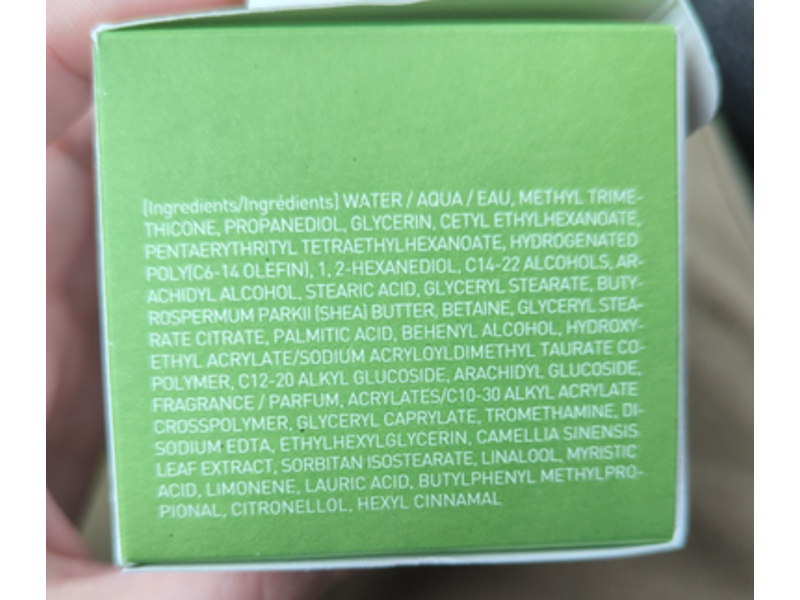 [Ingredients/Ingrédients] WATER / AQUA / EAU, METHYL TRIME-
THICONE, PROPANEDIOL, GLYCERIN, CETYL ETHYLHEXANOATE,
PENTAERYTHRITYL TETRAETHYLHEXANOATE, HYDROGENATED
POLY(C6-14 OLEFIN), 1, 2-HEXANEDIOL, C14-22 ALCOHOLS, AR-
ACHIDYL ALCOHOL, STEARIC ACID, GLYCERYL STEARATE, BUTY-
ROSPERMUM PARKII (SHEA) BUTTER, BETAINE, GLYCERYL STEA-
RATE CITRATE, PALMITIC ACID, BEHENYL ALCOHOL, HYDROXY-
ETHYL ACRYLATE/SODIUM ACRYLOYLDIMETHYL TAURATE CO-
POLYMER, C12-20 ALKYL GLUCOSIDE, ARACHIDYL GLUCOSIDE,
FRAGRANCE / PARFUM, ACRYLATES/C10-30 ALKYL ACRYLATE
CROSSPOLYMER, GLYCERYL CAPRYLATE, TROMETHAMINE, DI-
SODIUM EDTA, ETHYLHEXYLGLYCERIN, CAMELLIA SINENSIS
LEAF EXTRACT, SORBITAN ISOSTEARATE, LINALOOL, MYRISTIC
ACID, LIMONENE, LAURIC ACID, BUTYLPHENYL METHYLPRO-
PIONAL, CITRONELLOL, HEXYL CINNAMAL